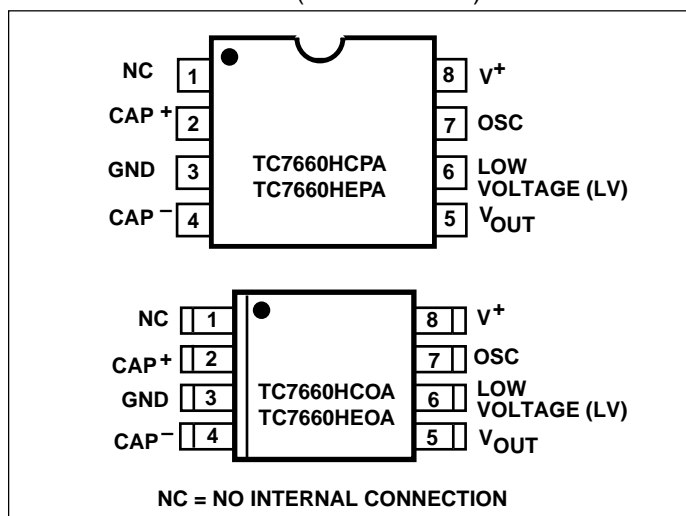 NC 1 8 V+
CAP + 2 7 OSC
GND 3 TC7660HCPA 6 LOW
TC7660HEPA VOLTAGE (LV)
CAP – 4 5 VOUT
NC 1 8 V+
CAP+ 2 7 OSC
GND 3 TC7660HCOA 6 LOW
TC7660HEOA VOLTAGE (LV)
CAP– 4 5 VOUT
NC = NO INTERNAL CONNECTION